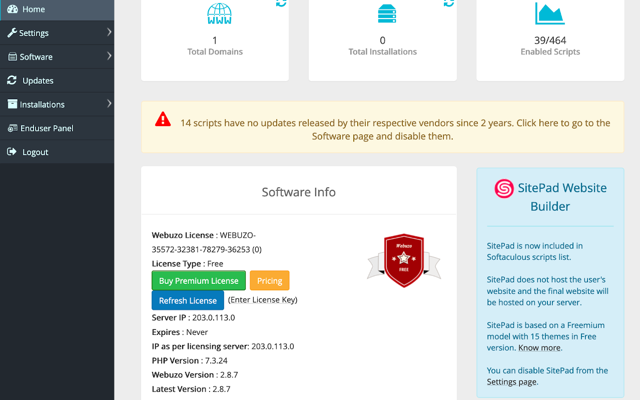 Home
Settings
Software
Updates
Installations
Enduser Panel
Logout
WWW
1
Total Domains
0
Total Installations
39/464
Enabled Scripts
14 scripts have no updates released by their respective vendors since 2 years. Click here to go to the
Software page and disable them.
Software Info
Webuzo License : WEBUZO-
35572-32381-78279-36253 (0)
License Type : Free
Buy Premium License
Pricing
Refresh License
(Enter License Key)
Server IP : 203.0.113.0
Expires : Never
IP as per licensing server: 203.0.113.0
PHP Version : 7.3.24
Webuzo Version : 2.8.7
Latest Version : 2.8.7
Webuzo
FREE
SitePad Website
Builder
SitePad is now included in
Softaculous scripts list.
SitePad does not host the user's
website and the final website will
be hosted on your server.
SitePad is based on a Freemium
model with 15 themes in Free
version. Know more.
You can disable SitePad from the
Settings page.